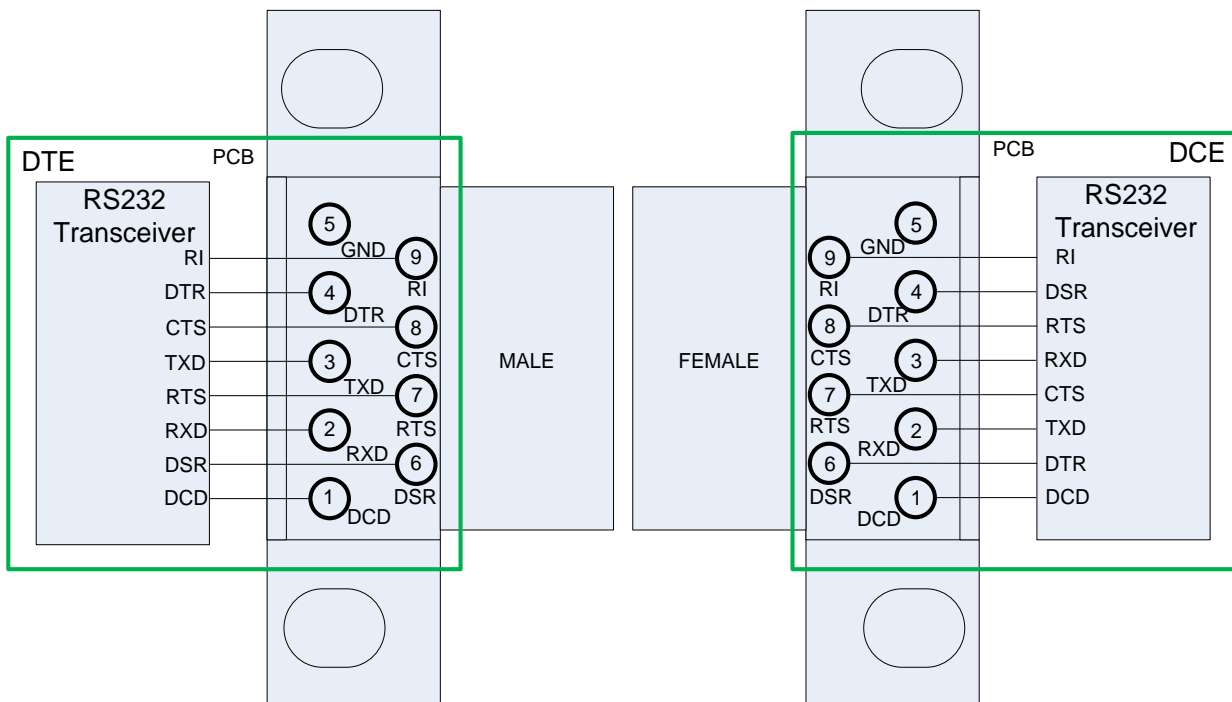 DTE
PCB
RS232
Transceiver
RI
DTR
CTS
TXD
RTS
RXD
DSR
DCD
5
GND
9
RI
4
DTR
8
CTS
3
TXD
7
RTS
2
RXD
6
DSR
1
DCD
MALE
FEMALE
5
GND
9
RI
4
DTR
8
CTS
3
TXD
7
RTS
2
RXD
6
DSR
1
DCD
PCB
DCE
RS232
Transceiver
RI
DSR
RTS
RXD
CTS
TXD
DTR
DCD